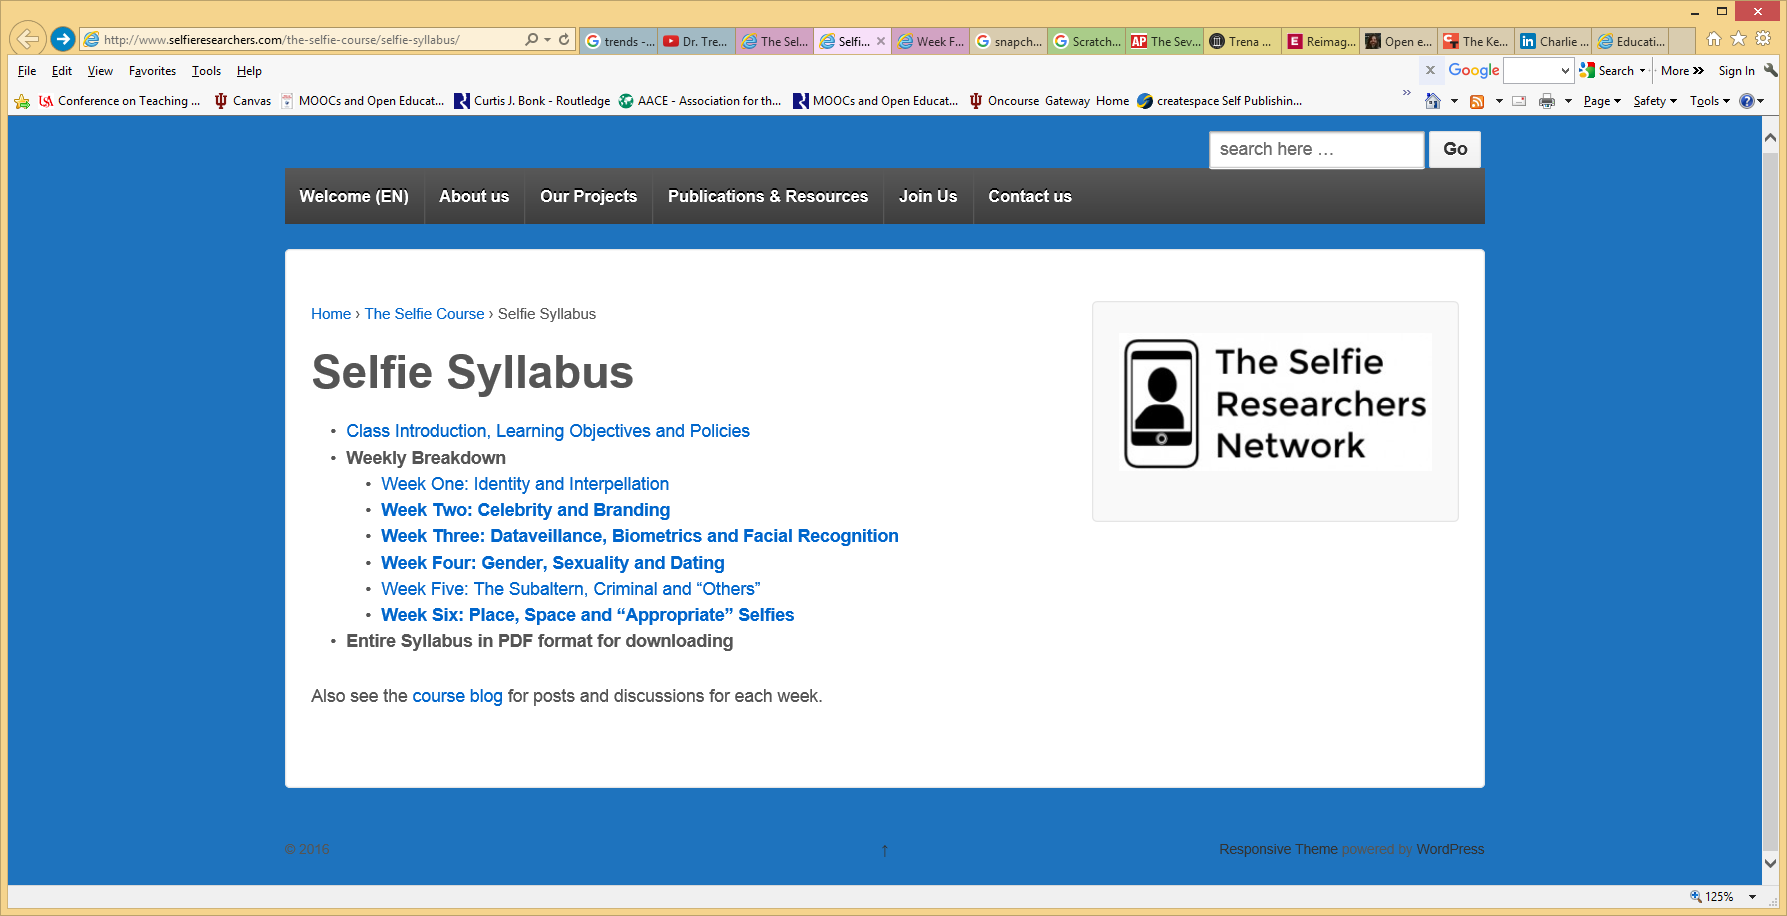 http://www.selfieresearchers.com/the-selfie-course/selfie-syllabus/
trends -...
Dr. Tre...
The Sel...
Selfi...
Week F...
snapch...
Scratch...
AP The Sev...
Trena ...
E Reimag...
Open e...
The Ke...
in Charlie ...
Educati...
File Edit View Favorites Tools Help
x Google Search More » Sign In
Conference on Teaching ... Canvas MOOCs and Open Educat... Curtis J. Bonk - Routledge AACE - Association for th... MOOCs and Open Educat... Oncourse Gateway Home createspace Self Publishin... » Page Safety Tools
search here … Go
Welcome (EN) About us Our Projects Publications & Resources Join Us Contact us
Home › The Selfie Course › Selfie Syllabus
The Selfie
Researchers
Network
Selfie Syllabus
• Class Introduction, Learning Objectives and Policies
• Weekly Breakdown
• Week One: Identity and Interpellation
• Week Two: Celebrity and Branding
• Week Three: Dataveillance, Biometrics and Facial Recognition
• Week Four: Gender, Sexuality and Dating
• Week Five: The Subaltern, Criminal and “Others”
• Week Six: Place, Space and “Appropriate” Selfies
• Entire Syllabus in PDF format for downloading
Also see the course blog for posts and discussions for each week.
© 2016 ↑ Responsive Theme powered by WordPress
125%